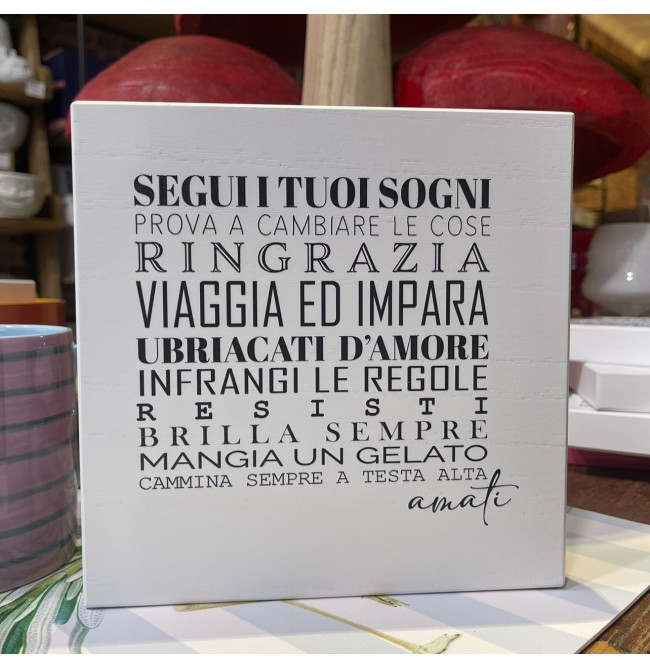 SEGUI I TUOI SOGNI
PROVA A CAMBIARE LE COSE
RINGRAZIA
VIAGGIA ED IMPARA
UBRIACATI D'AMORE
INFRANGI LE REGOLE
RESISTI
BRILLA SEMPRE
MANGIA UN GELATO
CAMMINA SEMPRE A TESTA ALTA
amati